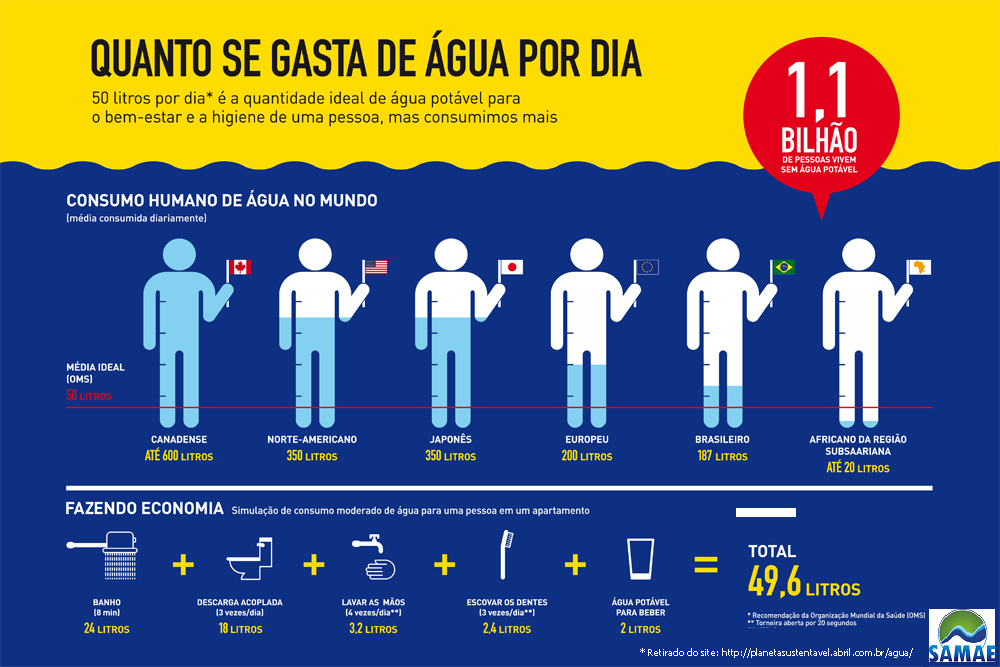 QUANTO SE GASTA DE ÁGUA POR DIA
50 litros por dia* é a quantidade ideal de água potável para
o bem-estar e a higiene de uma pessoa, mas consumimos mais
1,1
BILHÃO
DE PESSOAS VIVEM
SEM ÁGUA POTÁVEL
CONSUMO HUMANO DE ÁGUA NO MUNDO
(média consumida diariamente)
MÉDIA IDEAL
(OMS)
50 LITROS
CANADENSE
ATÉ 600 LITROS
NORTE-AMERICANO
350 LITROS
JAPONÊS
350 LITROS
EUROPEU
200 LITROS
BRASILEIRO
187 LITROS
AFRICANO DA REGIÃO
SUBSAARIANA
ATÉ 20 LITROS
FAZENDO ECONOMIA Simulação de consumo moderado de água para uma pessoa em um apartamento
BANHO
(8 min)
24 LITROS
+
DESCARGA ACOPLADA
(3 vezes/dia)
18 LITROS
+
LAVAR AS MÃOS
(4 vezes/dia**)
3,2 LITROS
+
ESCOVAR OS DENTES
(3 vezes/dia**)
2,4 LITROS
+
ÁGUA POTÁVEL
PARA BEBER
2 LITROS
=
TOTAL
49,6 LITROS
* Recomendação da Organização Mundial da Saúde (OMS)
** Torneira aberta por 20 segundos
* Retirado do site: http://planetasustentavel.abril.com.br/agua/
SAMAE